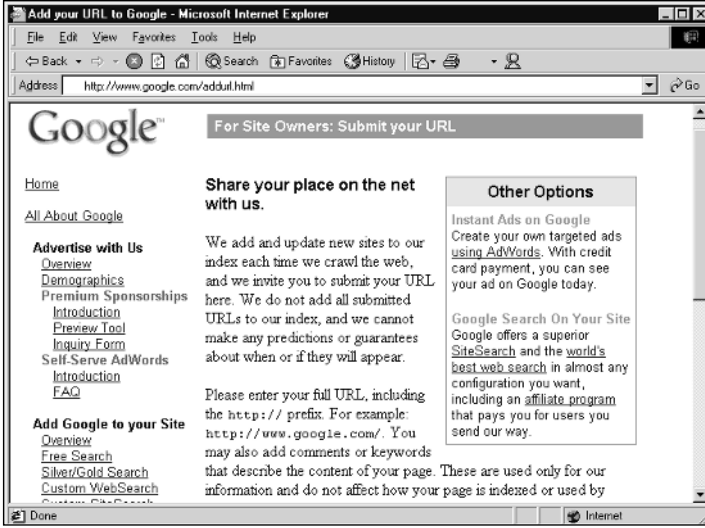 Add your URL to Google - Microsoft Internet Explorer
File Edit View Favorites Tools Help
Back Search Favorites History
Address http://www.google.com/addurl.html Go
Google™
For Site Owners: Submit your URL
Home
All About Google
Advertise with Us
Overview
Demographics
Premium Sponsorships
Introduction
Preview Tool
Inquiry Form
Self-Serve AdWords
Introduction
FAQ
Add Google to your Site
Overview
Free Search
Silver/Gold Search
Custom WebSearch
Custom SiteSearch
Share your place on the net
with us.
We add and update new sites to our
index each time we crawl the web,
and we invite you to submit your URL
here. We do not add all submitted
URLs to our index, and we cannot
make any predictions or guarantees
about when or if they will appear.
Please enter your full URL, including
the http:// prefix. For example:
http://www.google.com/. You
may also add comments or keywords
that describe the content of your page. These are used only for our
information and do not affect how your page is indexed or used by
Other Options
Instant Ads on Google
Create your own targeted ads
using AdWords. With credit
card payment, you can see
your ad on Google today.
Google Search On Your Site
Google offers a superior
SiteSearch and the world's
best web search in almost any
configuration you want,
including an affiliate program
that pays you for users you
send our way.
Done Internet